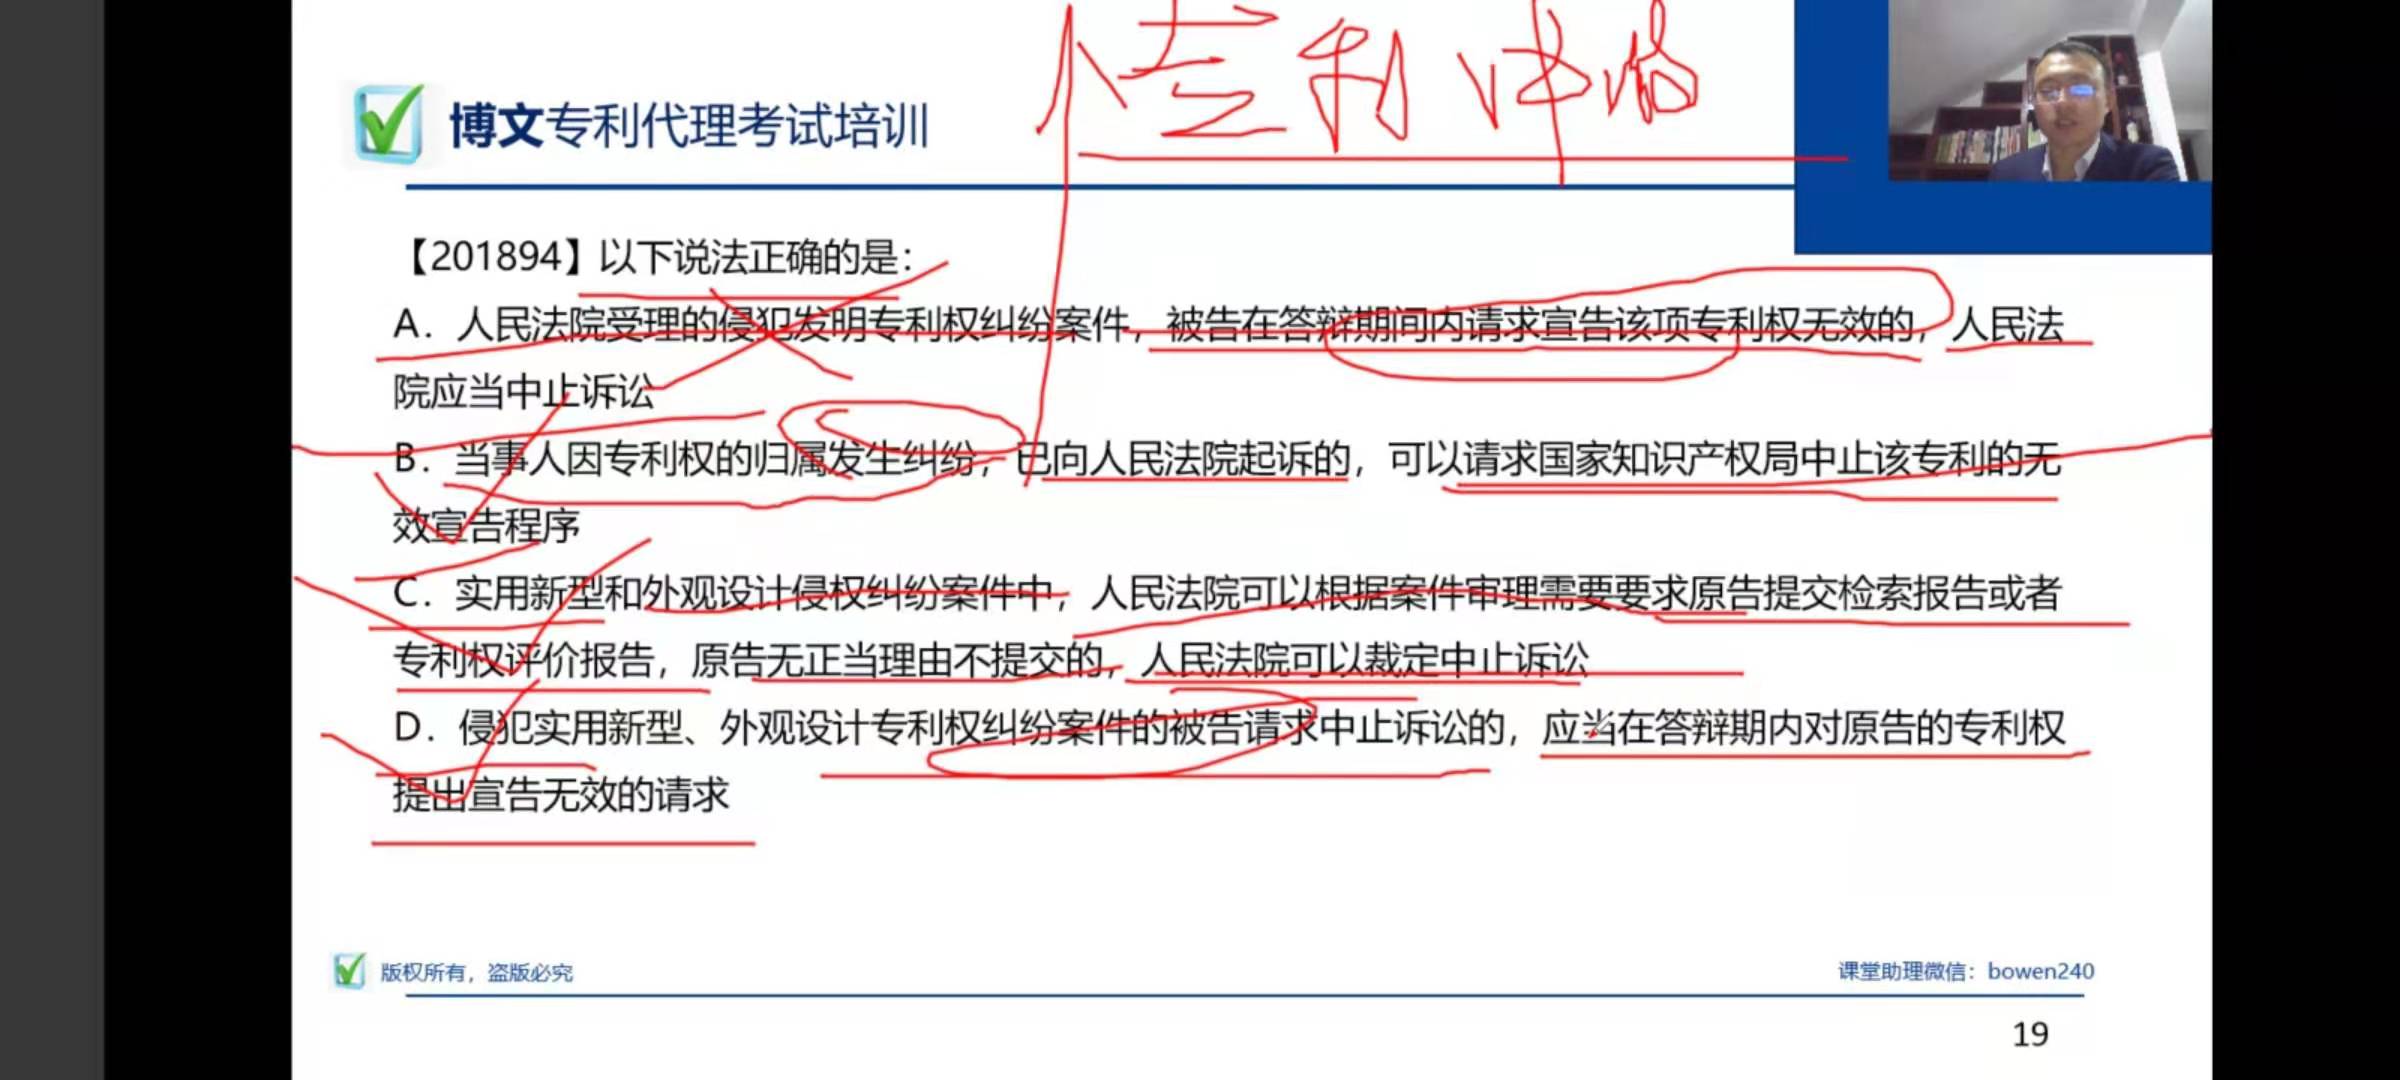 专利评价
博文专利代理考试培训
【201894】以下说法正确的是：
A．人民法院受理的侵犯发明专利权纠纷案件，被告在答辩期间内请求宣告该项专利权无效的，人民法
院应当中止诉讼
B．当事人因专利权的归属发生纠纷，已向人民法院起诉的，可以请求国家知识产权局中止该专利的无
效宣告程序
C．实用新型和外观设计侵权纠纷案件中，人民法院可以根据案件审理需要要求原告提交检索报告或者
专利权评价报告，原告无正当理由不提交的，人民法院可以裁定中止诉讼
D．侵犯实用新型、外观设计专利权纠纷案件的被告请求中止诉讼的，应当在答辩期内对原告的专利权
提出宣告无效的请求
版权所有，盗版必究
课堂助理微信：bowen240
19